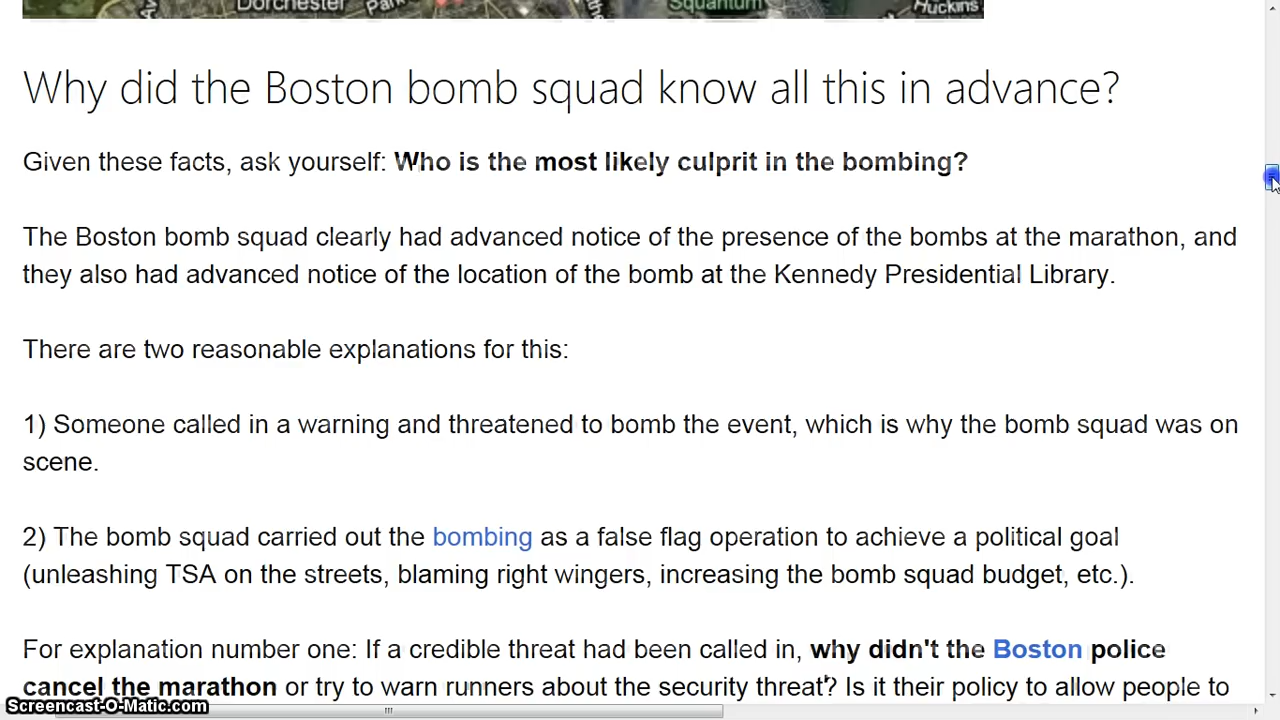 Dorchester
Squantum
Huckins
Why did the Boston bomb squad know all this in advance?
Given these facts, ask yourself: Who is the most likely culprit in the bombing?
The Boston bomb squad clearly had advanced notice of the presence of the bombs at the marathon, and
they also had advanced notice of the location of the bomb at the Kennedy Presidential Library.
There are two reasonable explanations for this:
1) Someone called in a warning and threatened to bomb the event, which is why the bomb squad was on
scene.
2) The bomb squad carried out the bombing as a false flag operation to achieve a political goal
(unleashing TSA on the streets, blaming right wingers, increasing the bomb squad budget, etc.).
For explanation number one: If a credible threat had been called in, why didn't the Boston police
cancel the marathon or try to warn runners about the security threat? Is it their policy to allow people to
Screencast-O-Matic.com